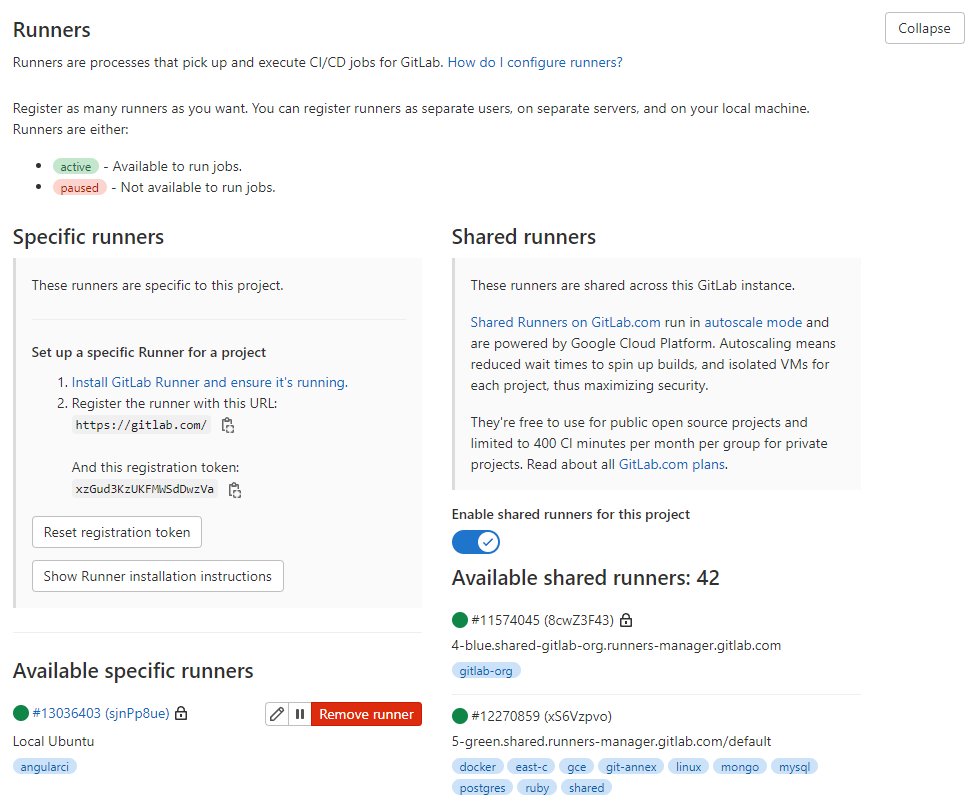 Runners
Collapse
Runners are processes that pick up and execute CI/CD jobs for GitLab. How do I configure runners?
Register as many runners as you want. You can register runners as separate users, on separate servers, and on your local machine.
Runners are either:
active - Available to run jobs.
paused - Not available to run jobs.
Specific runners
These runners are specific to this project.
Set up a specific Runner for a project
1. Install GitLab Runner and ensure it's running.
2. Register the runner with this URL:
https://gitlab.com/
And this registration token:
xzGud3KzUKFMWSdDwzVa
Reset registration token
Show Runner installation instructions
Available specific runners
#13036403 (sjnPp8ue)
Remove runner
Local Ubuntu
angularci
Shared runners
These runners are shared across this GitLab instance.
Shared Runners on GitLab.com run in autoscale mode and
are powered by Google Cloud Platform. Autoscaling means
reduced wait times to spin up builds, and isolated VMs for
each project, thus maximizing security.
They're free to use for public open source projects and
limited to 400 CI minutes per month per group for private
projects. Read about all GitLab.com plans.
Enable shared runners for this project
Available shared runners: 42
#11574045 (8cwZ3F43)
4-blue.shared-gitlab-org.runners-manager.gitlab.com
gitlab-org
#12270859 (xS6Vzpvo)
5-green.shared.runners-manager.gitlab.com/default
docker east-c gce git-annex linux mongo mysql
postgres ruby shared